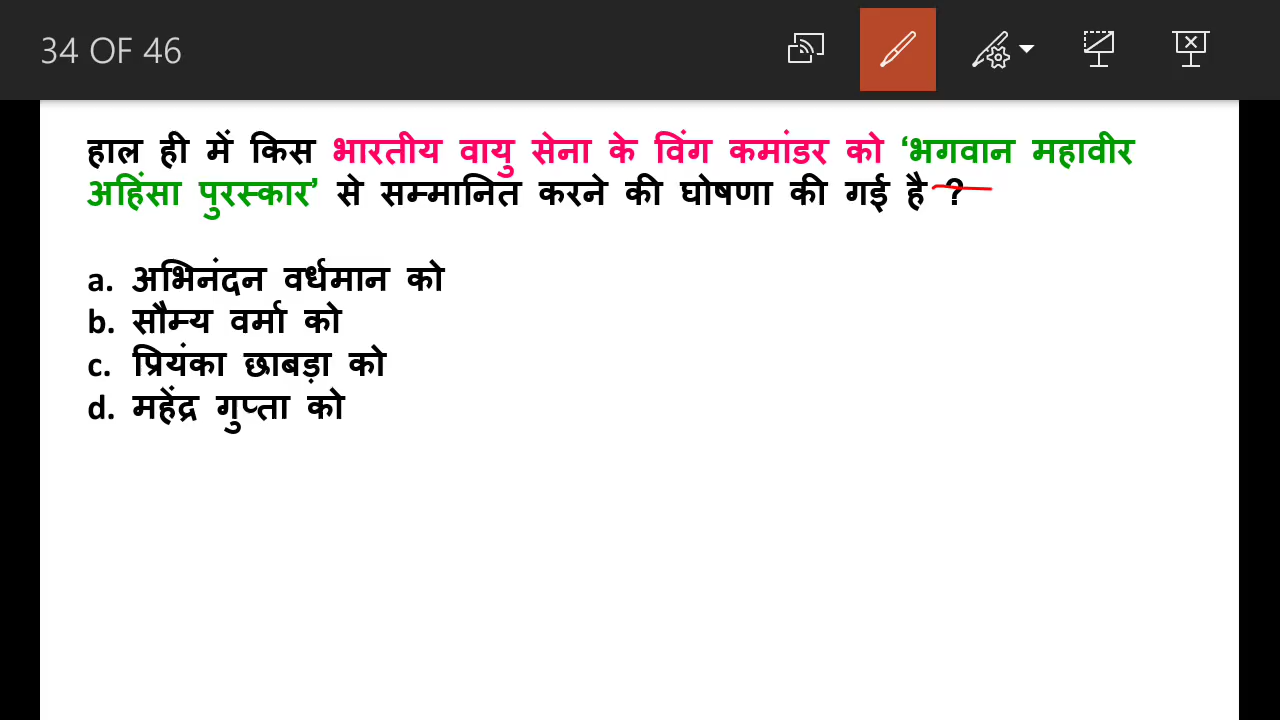 34 OF 46
हाल ही में किस भारतीय वायु सेना के विंग कमांडर को ‘भगवान महावीर
अहिंसा पुरस्कार’ से सम्मानित करने की घोषणा की गई है ?
a. अभिनंदन वर्धमान को
b. सौम्य वर्मा को
c. प्रियंका छाबड़ा को
d. महेंद्र गुप्ता को